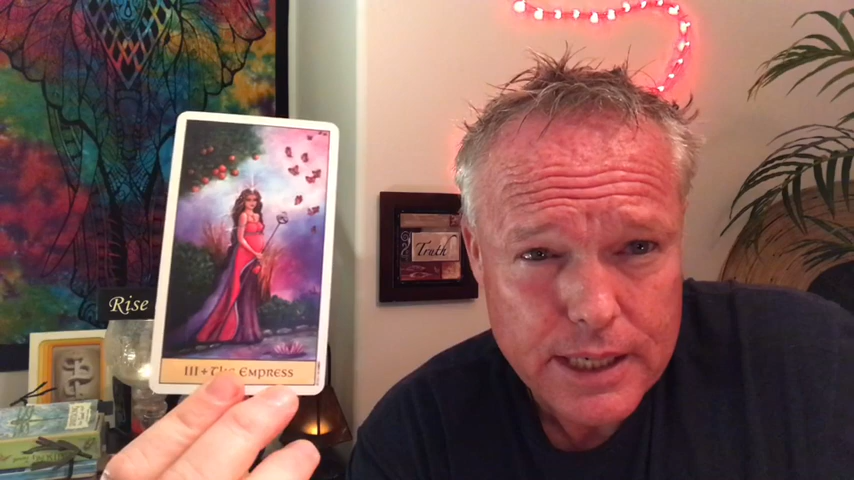 Truth
Rise
III + The Empress